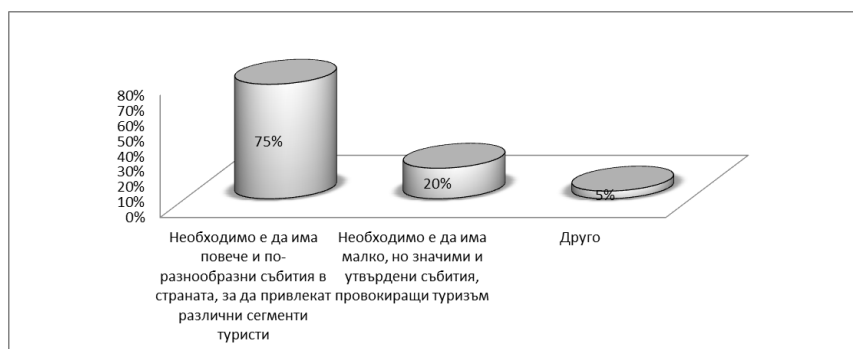 80%
70%
60%
50%
40%
30%
20%
10%
0%
75%
20%
5%
Необходимо е да има
повече и по-
разнообразни събития в
страната, за да привлекат
различни сегменти
туристи
Необходимо е да има
малко, но значими и
утвърдени събития,
провокиращи туризъм
Друго